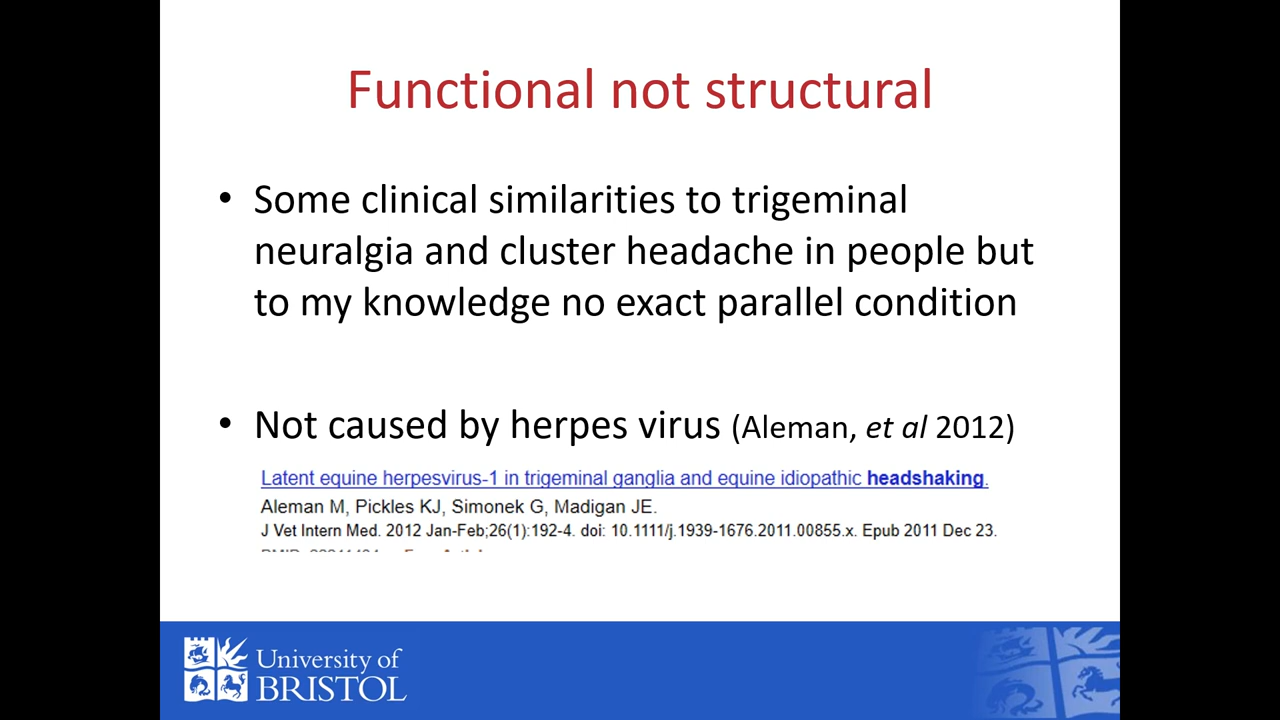 Functional not structural
• Some clinical similarities to trigeminal
neuralgia and cluster headache in people but
to my knowledge no exact parallel condition
• Not caused by herpes virus (Aleman, et al 2012)
Latent equine herpesvirus-1 in trigeminal ganglia and equine idiopathic headshaking.
Aleman M, Pickles KJ, Simonek G, Madigan JE.
J Vet Intern Med. 2012 Jan-Feb;26(1):192-4. doi: 10.1111/j.1939-1676.2011.00855.x. Epub 2011 Dec 23.
University of
BRISTOL